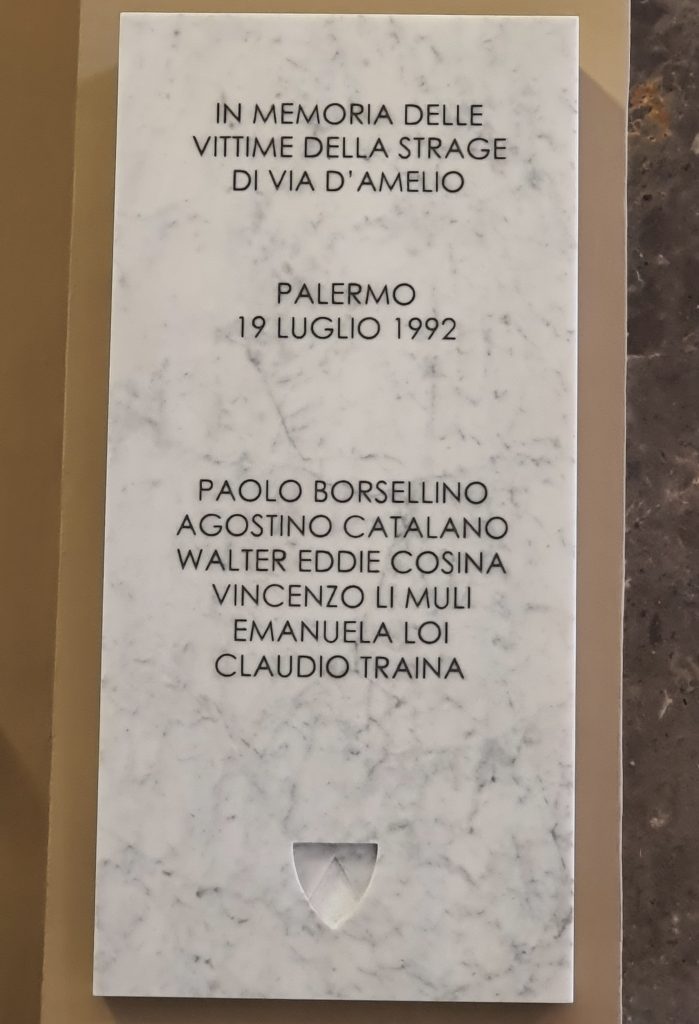 IN MEMORIA DELLE
VITTIME DELLA STRAGE
DI VIA D'AMELIO
PALERMO
19 LUGLIO 1992
PAOLO BORSELLINO
AGOSTINO CATALANO
WALTER EDDIE COSINA
VINCENZO LI MULI
EMANUELA LOI
CLAUDIO TRAINA